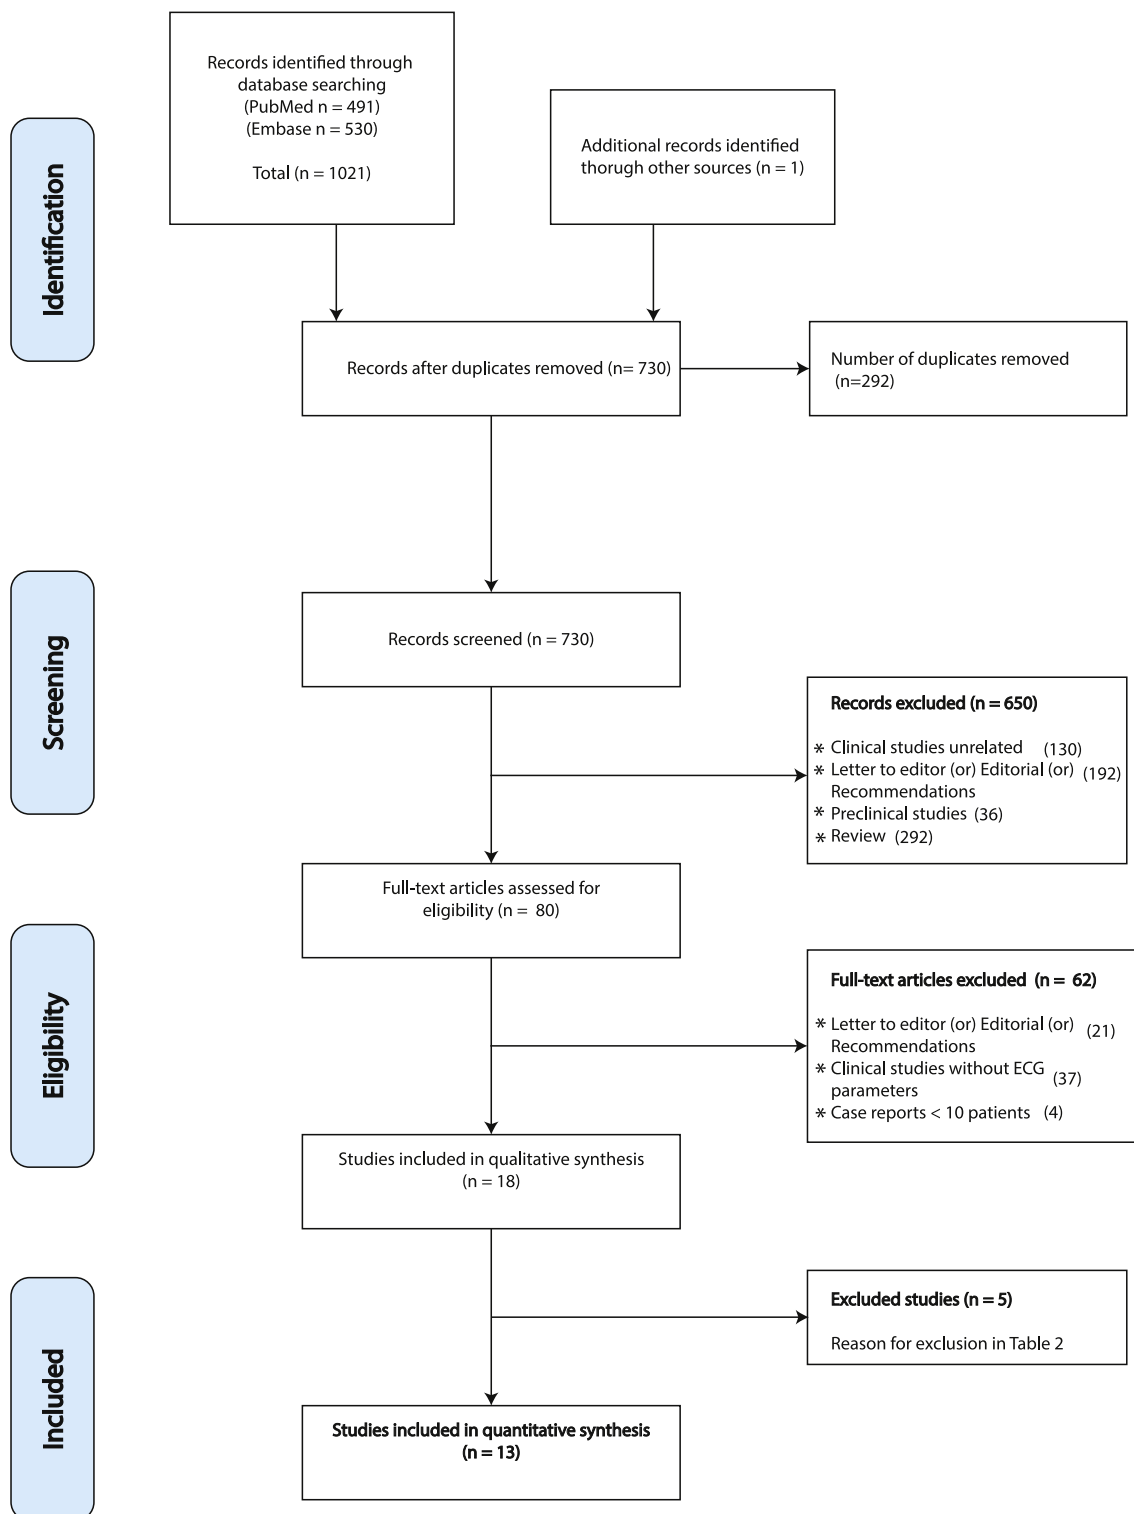 Identification
Records identified through
database searching
(PubMed n = 491)
(Embase n = 530)
Total (n = 1021)
Additional records identified
thorugh other sources (n = 1)
Records after duplicates removed (n= 730)
Number of duplicates removed
(n=292)
Screening
Records screened (n = 730)
Records excluded (n = 650)
* Clinical studies unrelated (130)
* Letter to editor (or) Editorial (or) (192)
Recommendations
* Preclinical studies (36)
* Review (292)
Full-text articles assessed for
eligibility (n = 80)
Eligibility
Full-text articles excluded (n = 62)
* Letter to editor (or) Editorial (or) (21)
Recommendations
* Clinical studies without ECG (37)
parameters
* Case reports < 10 patients (4)
Studies included in qualitative synthesis
(n = 18)
Included
Excluded studies (n = 5)
Reason for exclusion in Table 2
Studies included in quantitative synthesis
(n = 13)